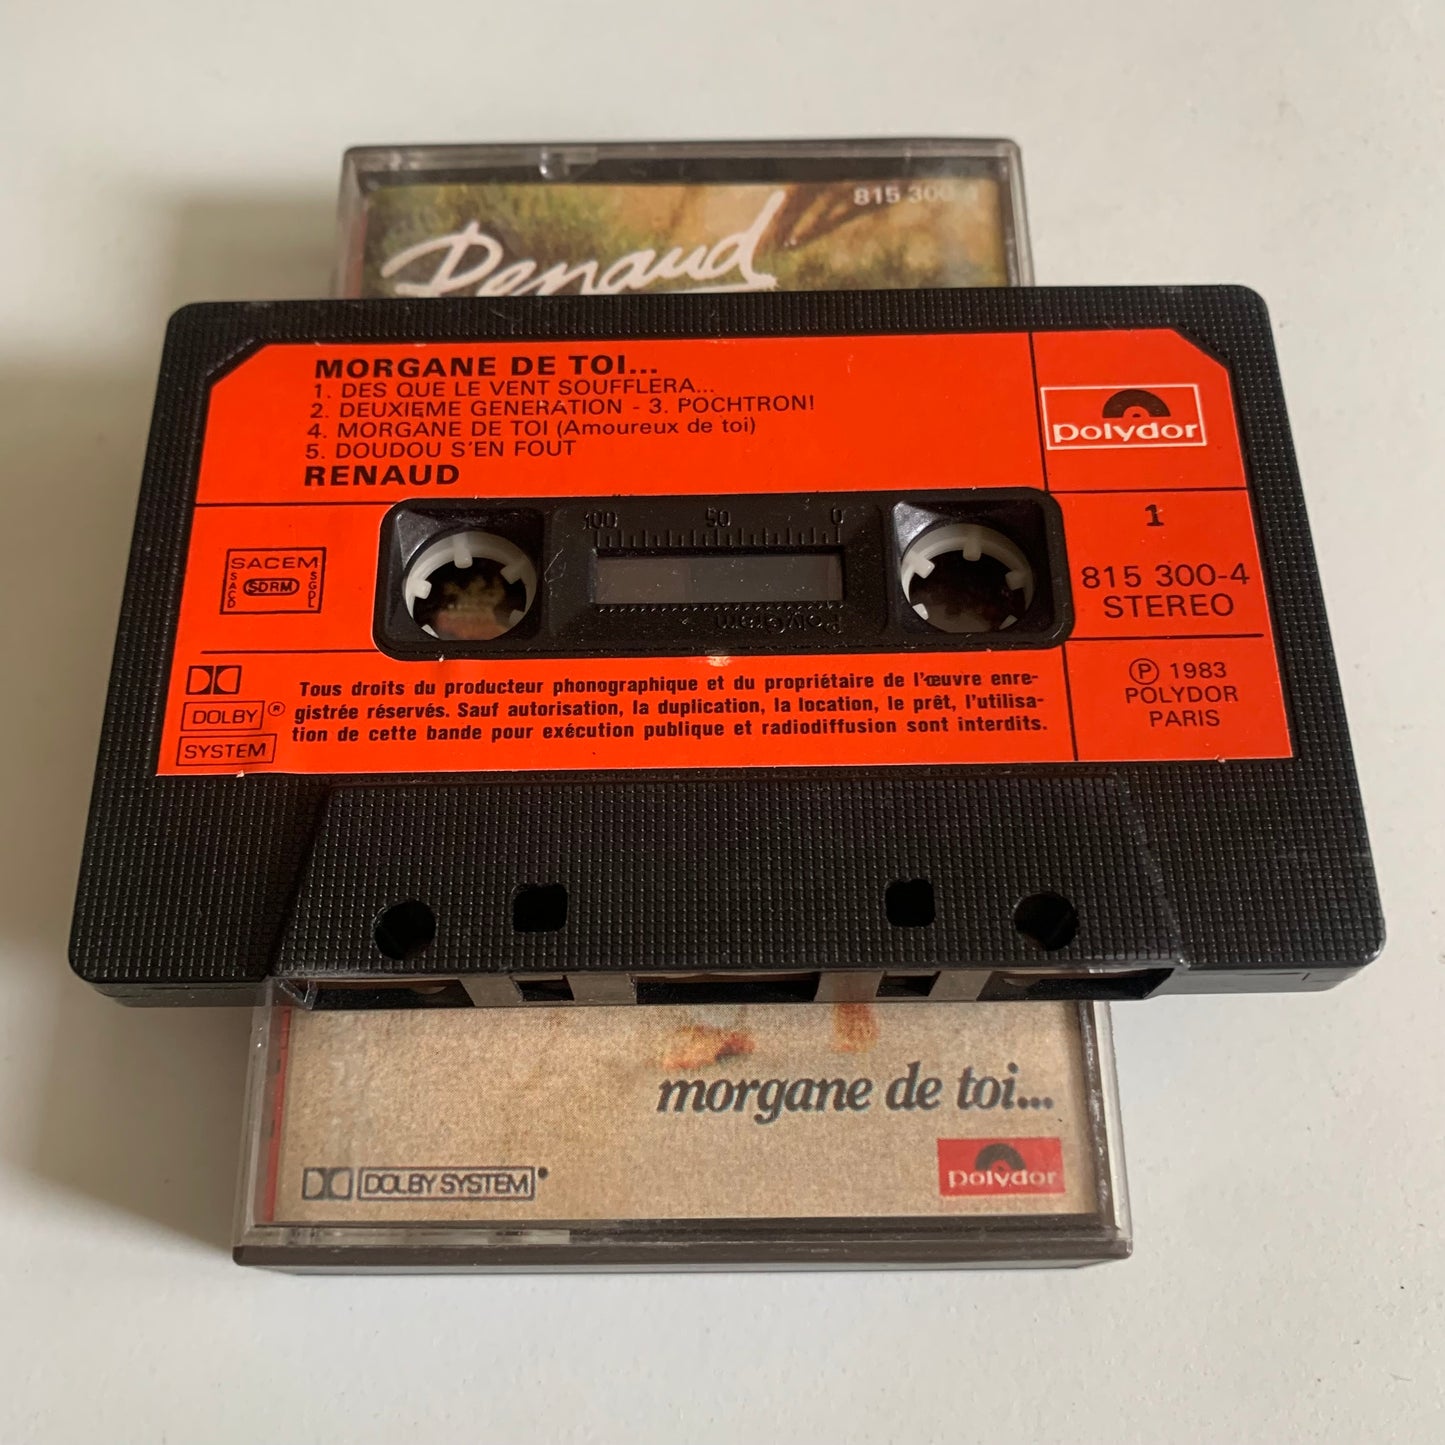 815 300-4
Renaud
MORGANE DE TOI...
1. DES QUE LE VENT SOUFFLERA...
2. DEUXIEME GENERATION - 3. POCHTRON!
4. MORGANE DE TOI (Amoureux de toi)
5. DOUDOU S'EN FOUT
RENAUD
polydor
100 50 0
1
SACEM
SACD SDRM SGDL
815 300-4
STEREO
PolyGram
DOLBY®
SYSTEM
Tous droits du producteur phonographique et du propriétaire de l'œuvre enre-
gistrée réservés. Sauf autorisation, la duplication, la location, le prêt, l'utilisa-
tion de cette bande pour exécution publique et radiodiffusion sont interdits.
℗ 1983
POLYDOR
PARIS
morgane de toi...
DOLBY SYSTEM
polydor